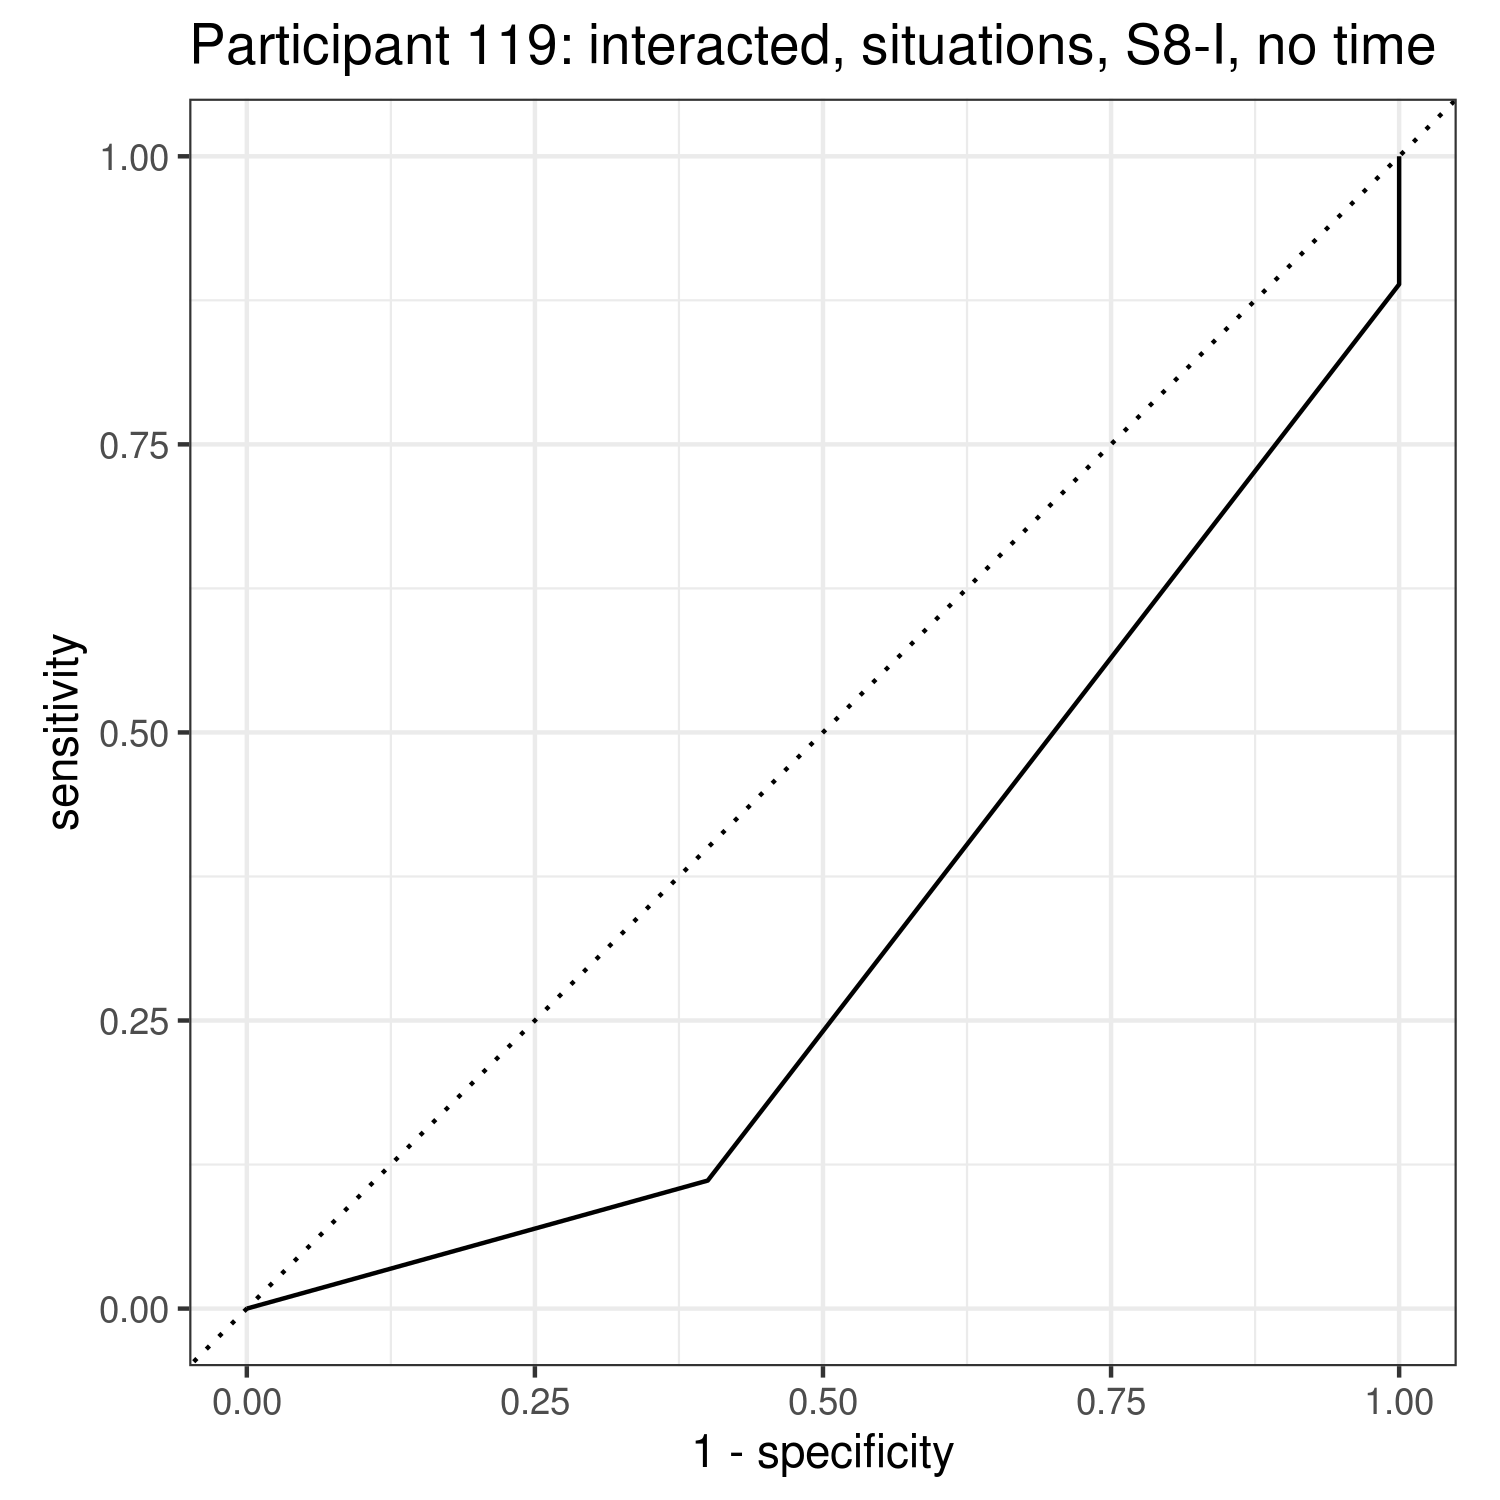 Participant 119: interacted, situations, S8-I, no time
1.00
0.75
0.50
0.25
0.00
sensitivity
0.00 0.25 0.50 0.75 1.00
1 - specificity